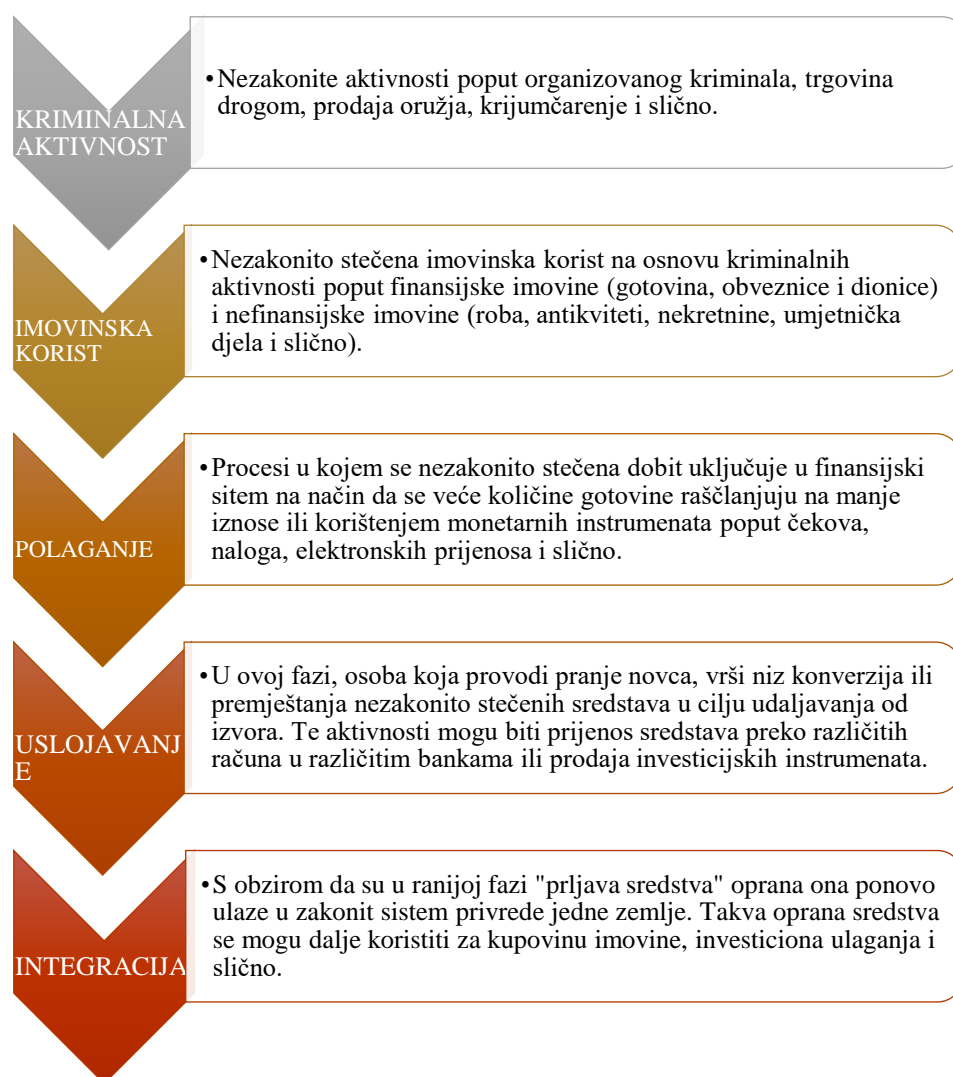 KRIMINALNA
AKTIVNOST
•Nezakonite aktivnosti poput organizovanog kriminala, trgovina
drogom, prodaja oružja, krijumčarenje i slično.
IMOVINSKA
KORIST
•Nezakonito stečena imovinska korist na osnovu kriminalnih
aktivnosti poput finansijske imovine (gotovina, obveznice i dionice)
i nefinansijske imovine (roba, antikviteti, nekretnine, umjetnička
djela i slično).
POLAGANJE
•Procesi u kojem se nezakonito stečena dobit uključuje u finansijski
sitem na način da se veće količine gotovine raščlanjuju na manje
iznose ili korištenjem monetarnih instrumenata poput čekova,
naloga, elektronskih prijenosa i slično.
USLOJAVANJ
E
•U ovoj fazi, osoba koja provodi pranje novca, vrši niz konverzija ili
premještanja nezakonito stečenih sredstava u cilju udaljavanja od
izvora. Te aktivnosti mogu biti prijenos sredstava preko različitih
računa u različitim bankama ili prodaja investicijskih instrumenata.
INTEGRACIJA
•S obzirom da su u ranijoj fazi "prljava sredstva" oprana ona ponovo
ulaze u zakonit sistem privrede jedne zemlje. Takva oprana sredstva
se mogu dalje koristiti za kupovinu imovine, investiciona ulaganja i
slično.